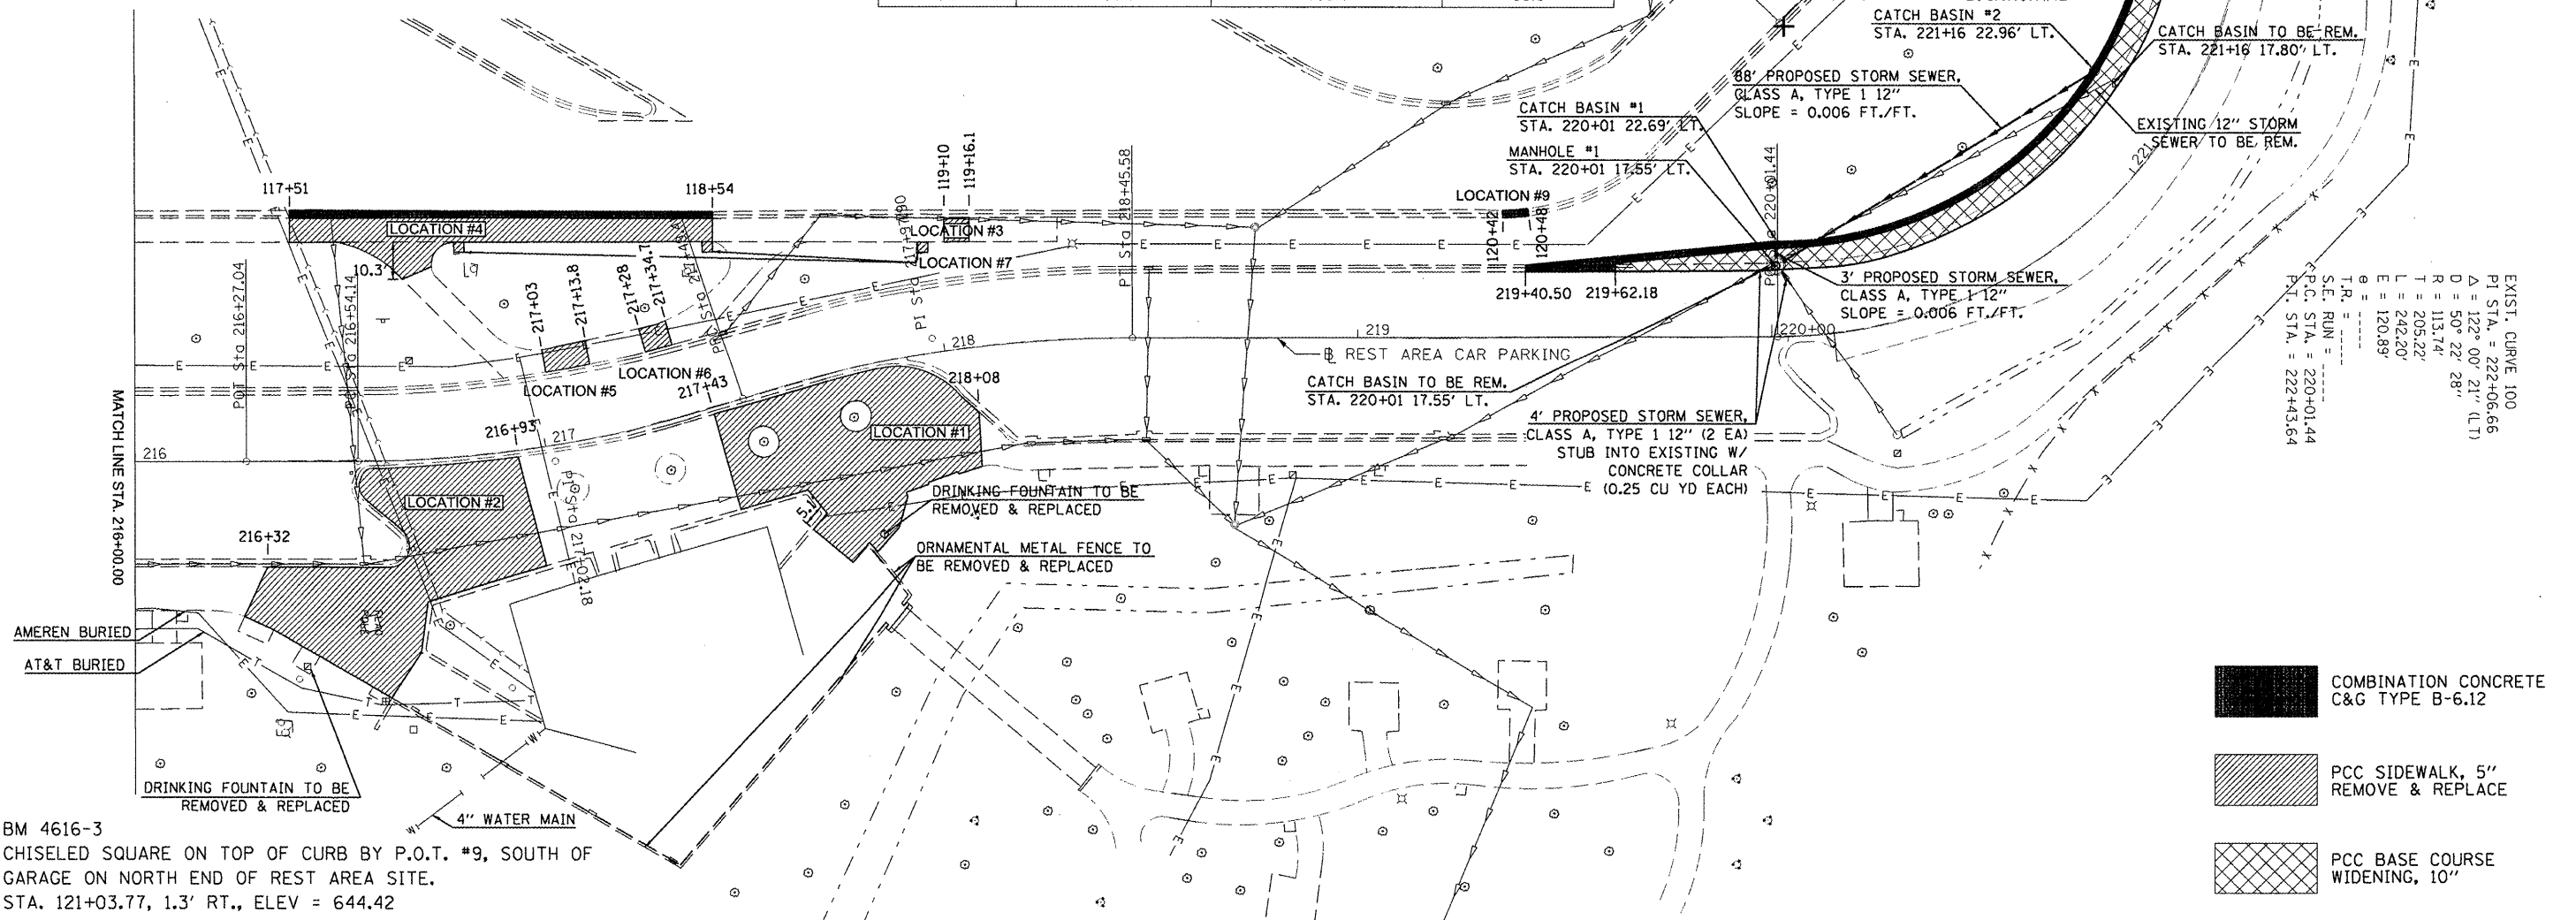 CATCH BASIN #2
STA. 221+16 22.96' LT.
CATCH BASIN TO BE REM.
STA. 221+16 17.80' LT.
88' PROPOSED STORM SEWER,
CLASS A, TYPE 1 12"
SLOPE = 0.006 FT./FT.
CATCH BASIN #1
STA. 220+01 22.69' LT.
MANHOLE #1
STA. 220+01 17.55' LT.
EXISTING 12" STORM
SEWER TO BE REM.
221
117+51
118+54
119+10
119+16.1
LOCATION #9
120+42
120+48
LOCATION #4
LOCATION #3
LOCATION #7
10.3'
PI Sta 218+45.58
220+01.44
219+40.50
219+62.18
3' PROPOSED STORM SEWER,
CLASS A, TYPE 1 12"
SLOPE = 0.006 FT./FT.
EXIST. CURVE 100
PI STA. = 222+06.66
Δ = 122° 00' 21" (LT)
D = 50° 22' 28"
R = 113.74'
T = 205.22'
L = 242.20'
E = 120.89'
e = -----
T.R. = -----
S.E. RUN = -----
P.C. STA. = 220+01.44
P.T. STA. = 222+43.64
POT Sta 216+27.04
216+54.14
217+03
217+13.8
217+28
217+34.7
LOCATION #5
LOCATION #6
PI Sta
218
219
220+00
REST AREA CAR PARKING
CATCH BASIN TO BE REM.
STA. 220+01 17.55' LT.
217+43
218+08
216+93
217
216
MATCH LINE STA. 216+00.00
LOCATION #1
LOCATION #2
PI Sta 217+02.18
4' PROPOSED STORM SEWER,
CLASS A, TYPE 1 12" (2 EA)
STUB INTO EXISTING W/
CONCRETE COLLAR
(0.25 CU YD EACH)
DRINKING FOUNTAIN TO BE
REMOVED & REPLACED
216+32
ORNAMENTAL METAL FENCE TO
BE REMOVED & REPLACED
AMEREN BURIED
AT&T BURIED
DRINKING FOUNTAIN TO BE
REMOVED & REPLACED
4" WATER MAIN
COMBINATION CONCRETE
C&G TYPE B-6.12
PCC SIDEWALK, 5"
REMOVE & REPLACE
PCC BASE COURSE
WIDENING, 10"
BM 4616-3
CHISELED SQUARE ON TOP OF CURB BY P.O.T. #9, SOUTH OF
GARAGE ON NORTH END OF REST AREA SITE.
STA. 121+03.77, 1.3' RT., ELEV = 644.42